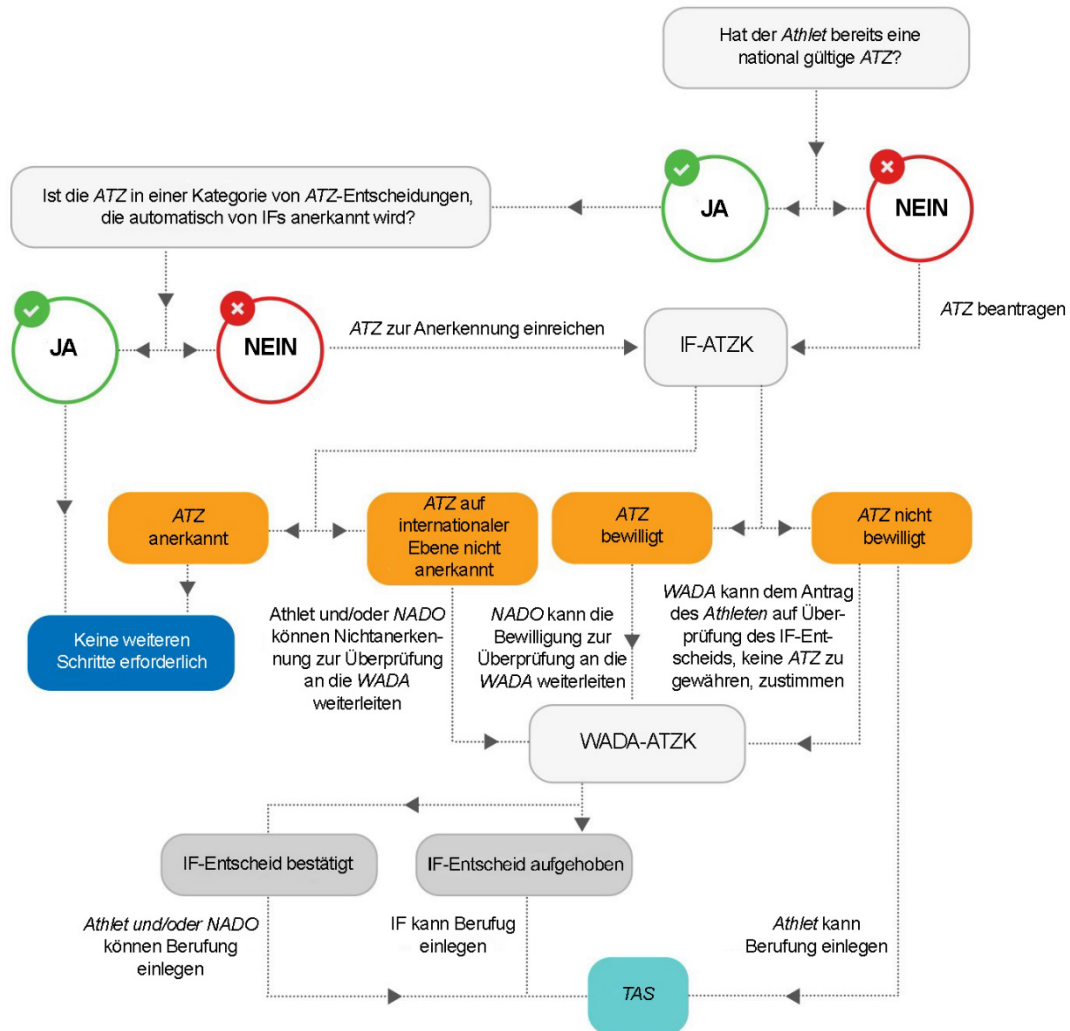 Hat der Athlet bereits eine
national gültige ATZ?
Ist die ATZ in einer Kategorie von ATZ-Entscheidungen,
die automatisch von IFs anerkannt wird?
JA
NEIN
JA
NEIN
ATZ zur Anerkennung einreichen
IF-ATZK
ATZ beantragen
ATZ
anerkannt
ATZ auf
internationaler
Ebene nicht
anerkannt
ATZ
bewilligt
ATZ nicht
bewilligt
Keine weiteren
Schritte erforderlich
Athlet und/oder NADO
können Nichtanerken-
nung zur Überprüfung
an die WADA
weiterleiten
NADO kann die
Bewilligung zur
Überprüfung an die
WADA weiterleiten
WADA kann dem Antrag
des Athleten auf Über-
prüfung des IF-Ent-
scheids, keine ATZ zu
gewähren, zustimmen
WADA-ATZK
IF-Entscheid bestätigt
IF-Entscheid aufgehoben
Athlet und/oder NADO
können Berufung
einlegen
IF kann Berufug
einlegen
Athlet kann
Berufung einlegen
TAS